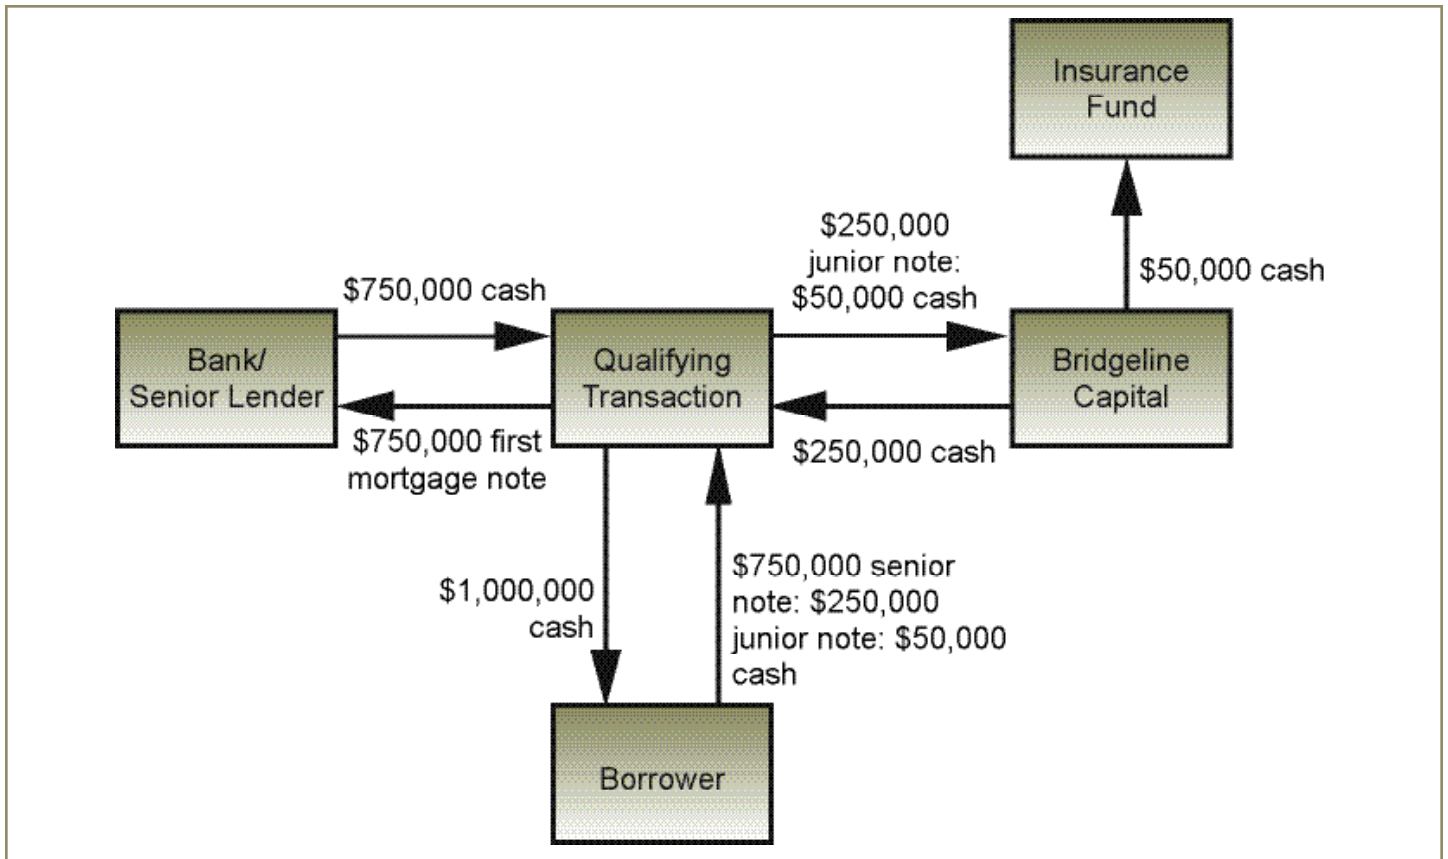 Insurance
Fund
$250,000
junior note:
$50,000 cash
$50,000 cash
$750,000 cash
Bank/
Senior Lender
Qualifying
Transaction
Bridgeline
Capital
$750,000 first
mortgage note
$250,000 cash
$1,000,000
cash
$750,000 senior
note: $250,000
junior note: $50,000
cash
Borrower